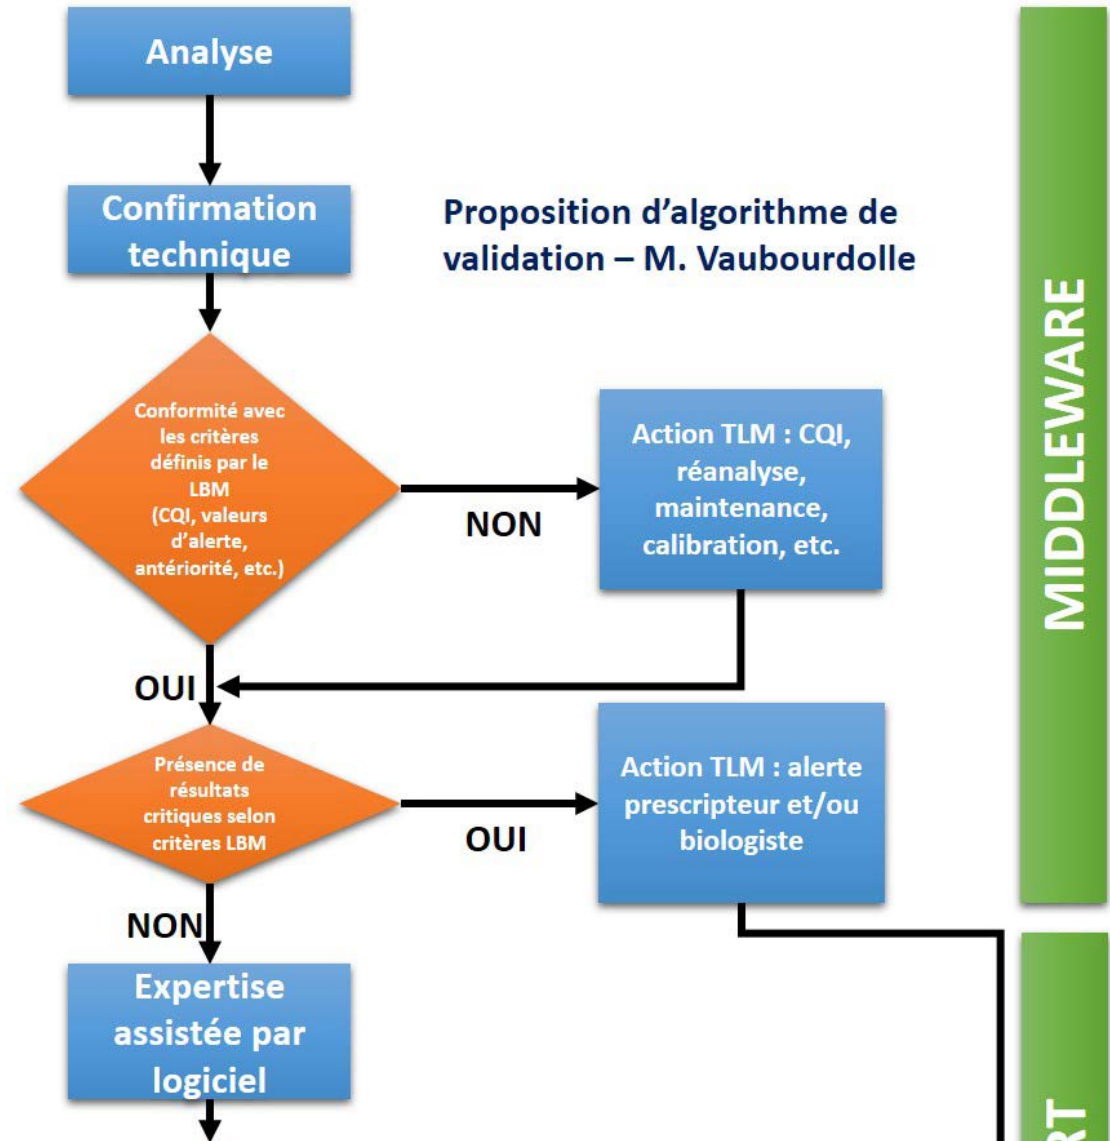 Analyse
Confirmation
technique
Proposition d'algorithme de
validation – M. Vaubourdolle
Conformité avec
les critères
définis par le
LBM
(CQI, valeurs
d'alerte,
antériorité, etc.)
NON
Action TLM : CQI,
réanalyse,
maintenance,
calibration, etc.
OUI
Présence de
résultats
critiques selon
critères LBM
OUI
Action TLM : alerte
prescripteur et/ou
biologiste
NON
Expertise
assistée par
logiciel
MIDDLEWARE